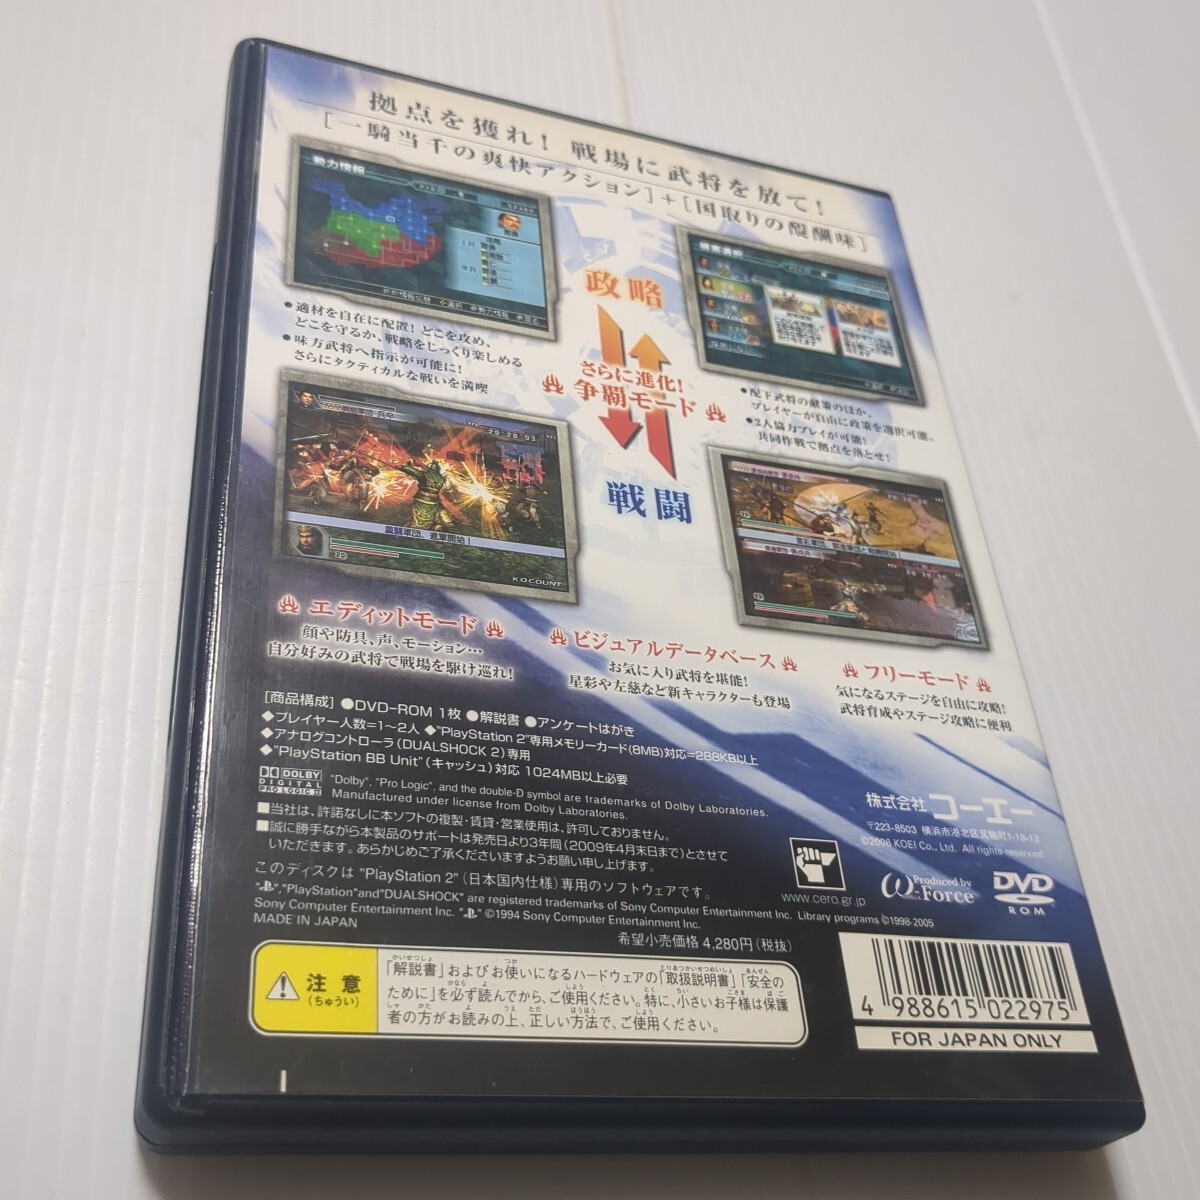 拠点を獲れ! 戦場に武将を放て!
[一騎当千の爽快アクション]+[国取りの醍醐味]
勢力情報
政略
さらに進化!
争覇モード
戦闘
●適材を自在に配置! どこを攻め、
どこを守るか、戦略をじっくり楽しめる
●味方武将へ指示が可能に!
さらにタクティカルな戦いを満喫
●配下武将の献策のほか、
プレイヤーが自由に政策を選択可能。
●2人協力プレイが可能!
共同作戦で拠点を落とせ!
K.O.COUNT
エディットモード
顔や防具、声、モーション…
自分好みの武将で戦場を駆け巡れ!
ビジュアルデータベース
お気に入り武将を堪能!
星彩や左慈など新キャラクターも登場
フリーモード
気になるステージを自由に攻略!
武将育成やステージ攻略に便利
[商品構成] ●DVD-ROM 1枚 ●解説書 ●アンケートはがき
◆プレイヤー人数=1〜2人 ◆"PlayStation 2"専用メモリーカード(8MB)対応=288KB以上
◆アナログコントローラ(DUALSHOCK 2)専用
◆"PlayStation BB Unit"(キャッシュ)対応 1024MB以上必要
DOLBY
DIGITAL
PRO LOGIC II
"Dolby", "Pro Logic", and the double-D symbol are trademarks of Dolby Laboratories.
Manufactured under license from Dolby Laboratories.
■当社は、許諾なしに本ソフトの複製・賃貸・営業使用は、許可しておりません。
■誠に勝手ながら本製品のサポートは発売日より3年間(2009年4月末日まで)とさせて
いただきます。あらかじめご了承くださいますようお願い申し上げます。
このディスクは "PlayStation 2" (日本国内仕様)専用のソフトウェアです。
"PlayStation"and"DUALSHOCK" are registered trademarks of Sony Computer Entertainment Inc. Library programs ©1998-2005
Sony Computer Entertainment Inc. ©1994 Sony Computer Entertainment Inc.
MADE IN JAPAN
希望小売価格 4,280円(税抜)
株式会社コーエー
〒223-8503 横浜市港北区箕輪町1-18-12
©2006 KOEI Co., Ltd. All rights reserved.
www.cero.gr.jp
Produced by
ω-Force
OMEGA
DVD
ROM
注意
(ちゅうい)
「解説書」およびお使いになるハードウェアの「取扱説明書」「安全の
ために」を必ず読んでから、ご使用ください。特に、小さいお子様は保護
者の方がお読みの上、正しい方法で、ご使用ください。
4 988615 022975
FOR JAPAN ONLY